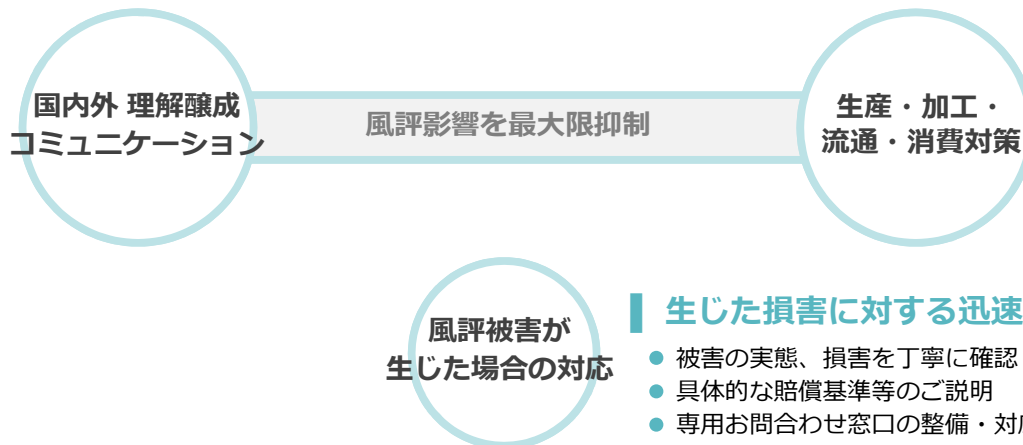 国内外 理解醸成
コミュニケーション
風評影響を最大限抑制
生産・加工・
流通・消費対策
風評被害が
生じた場合の対応
生じた損害に対する迅速
● 被害の実態、損害を丁寧に確認
● 具体的な賠償基準等のご説明
● 専用お問合わせ窓口の整備・対応